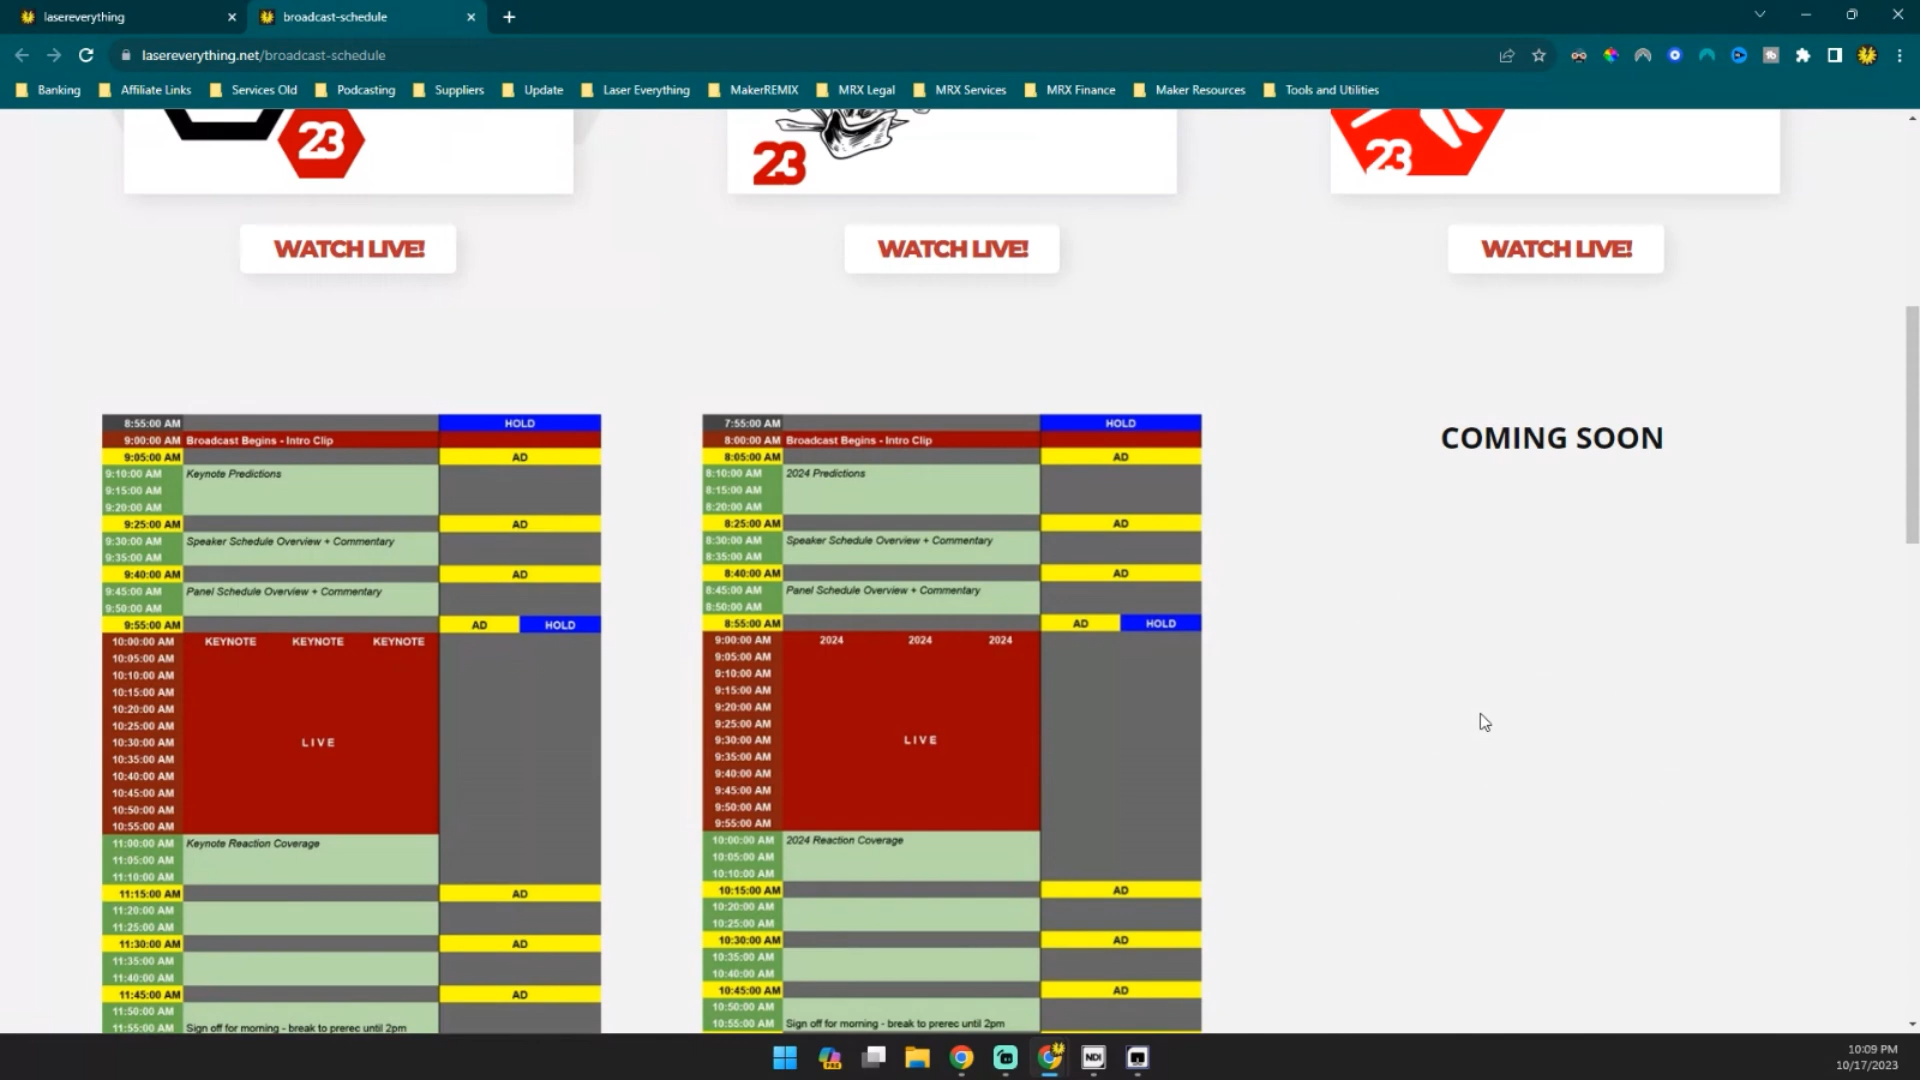 lasereverything
broadcast-schedule
lasereverything.net/broadcast-schedule
Banking
Affiliate Links
Services Old
Podcasting
Suppliers
Update
Laser Everything
MakerREMIX
MRX Legal
MRX Services
MRX Finance
Maker Resources
Tools and Utilities
23
23
23
WATCH LIVE!
WATCH LIVE!
WATCH LIVE!
8:55:00 AM HOLD
9:00:00 AM Broadcast Begins - Intro Clip
9:05:00 AM AD
9:10:00 AM Keynote Predictions
9:15:00 AM
9:20:00 AM
9:25:00 AM AD
9:30:00 AM Speaker Schedule Overview + Commentary
9:35:00 AM
9:40:00 AM AD
9:45:00 AM Panel Schedule Overview + Commentary
9:50:00 AM
9:55:00 AM AD HOLD
10:00:00 AM KEYNOTE KEYNOTE KEYNOTE
10:05:00 AM
10:10:00 AM
10:15:00 AM
10:20:00 AM
10:25:00 AM
10:30:00 AM LIVE
10:35:00 AM
10:40:00 AM
10:45:00 AM
10:50:00 AM
10:55:00 AM
11:00:00 AM Keynote Reaction Coverage
11:05:00 AM
11:10:00 AM
11:15:00 AM AD
11:20:00 AM
11:25:00 AM
11:30:00 AM AD
11:35:00 AM
11:40:00 AM
11:45:00 AM AD
11:50:00 AM
11:55:00 AM Sign off for morning - break to prerec until 2pm
7:55:00 AM HOLD
8:00:00 AM Broadcast Begins - Intro Clip
8:05:00 AM AD
8:10:00 AM 2024 Predictions
8:15:00 AM
8:20:00 AM
8:25:00 AM AD
8:30:00 AM Speaker Schedule Overview + Commentary
8:35:00 AM
8:40:00 AM AD
8:45:00 AM Panel Schedule Overview + Commentary
8:50:00 AM
8:55:00 AM AD HOLD
9:00:00 AM 2024 2024 2024
9:05:00 AM
9:10:00 AM
9:15:00 AM
9:20:00 AM
9:25:00 AM
9:30:00 AM LIVE
9:35:00 AM
9:40:00 AM
9:45:00 AM
9:50:00 AM
9:55:00 AM
10:00:00 AM 2024 Reaction Coverage
10:05:00 AM
10:10:00 AM
10:15:00 AM AD
10:20:00 AM
10:25:00 AM
10:30:00 AM AD
10:35:00 AM
10:40:00 AM
10:45:00 AM AD
10:50:00 AM
10:55:00 AM Sign off for morning - break to prerec until 2pm
COMING SOON
PRE
NDI
10:09 PM
10/17/2023